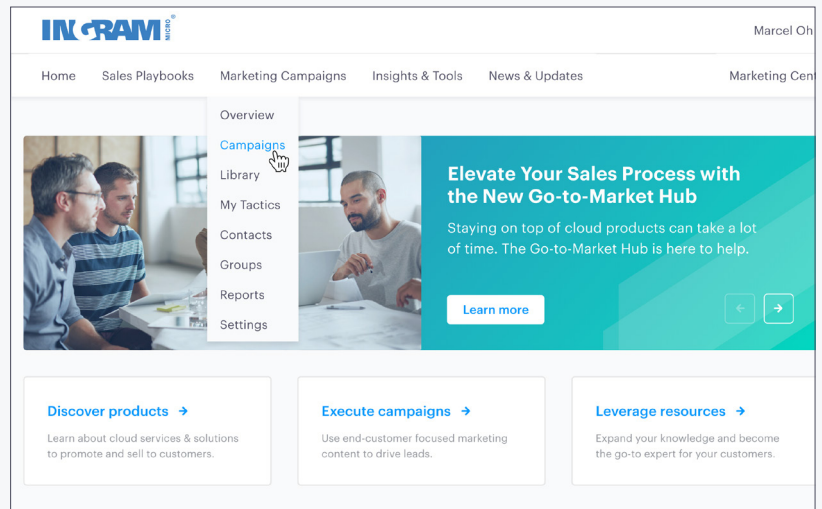 INGRAM MICRO®
Marcel Oh
Home Sales Playbooks Marketing Campaigns Insights & Tools News & Updates Marketing Cent
Overview
Campaigns
Library
My Tactics
Contacts
Groups
Reports
Settings
Elevate Your Sales Process with
the New Go-to-Market Hub
Staying on top of cloud products can take a lot
of time. The Go-to-Market Hub is here to help.
Learn more
← →
Discover products →
Learn about cloud services & solutions
to promote and sell to customers.
Execute campaigns →
Use end-customer focused marketing
content to drive leads.
Leverage resources →
Expand your knowledge and become
the go-to expert for your customers.